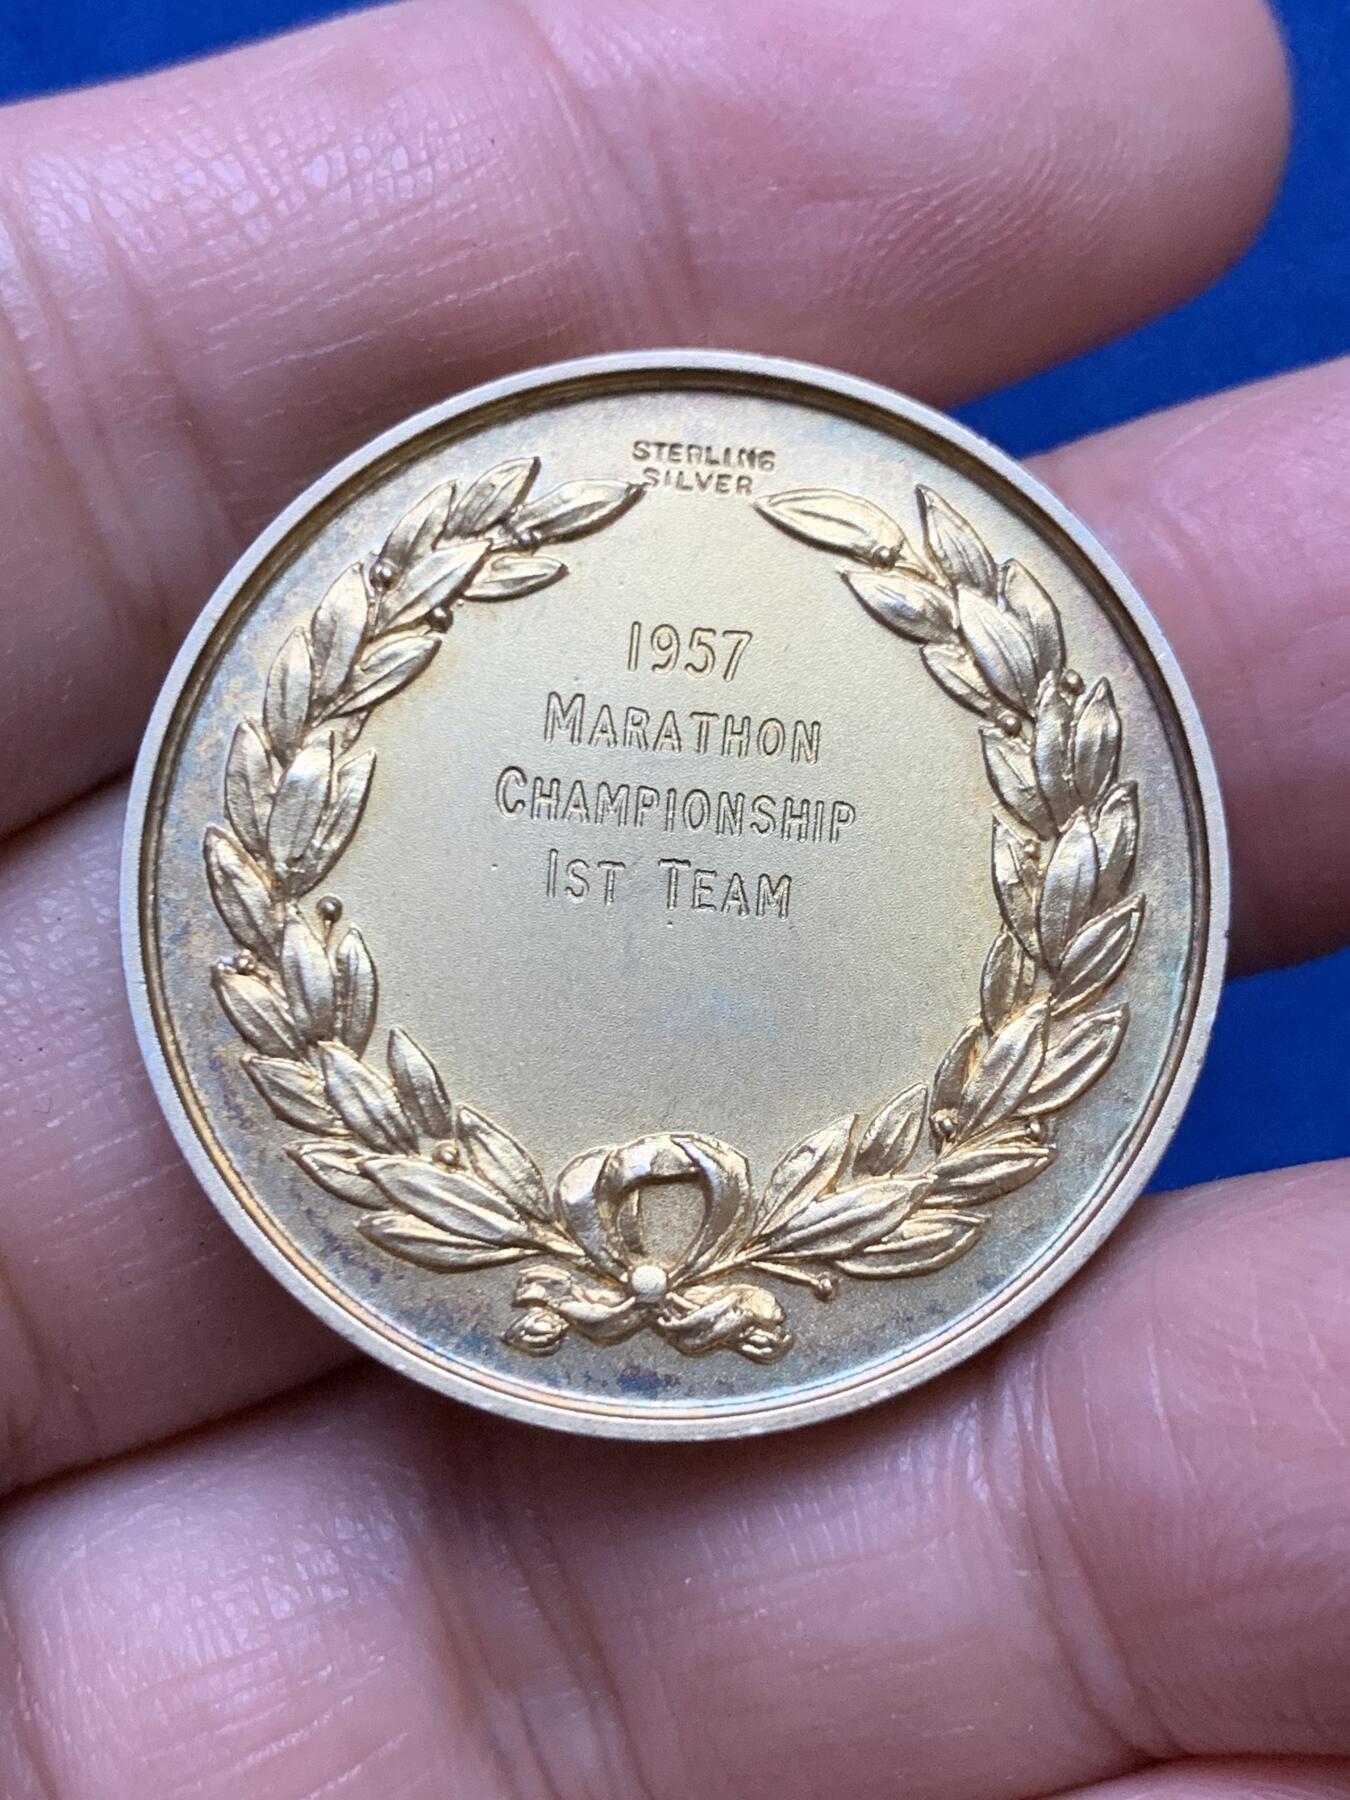 STERLING
SILVER
1957
MARATHON
CHAMPIONSHIP
1ST TEAM